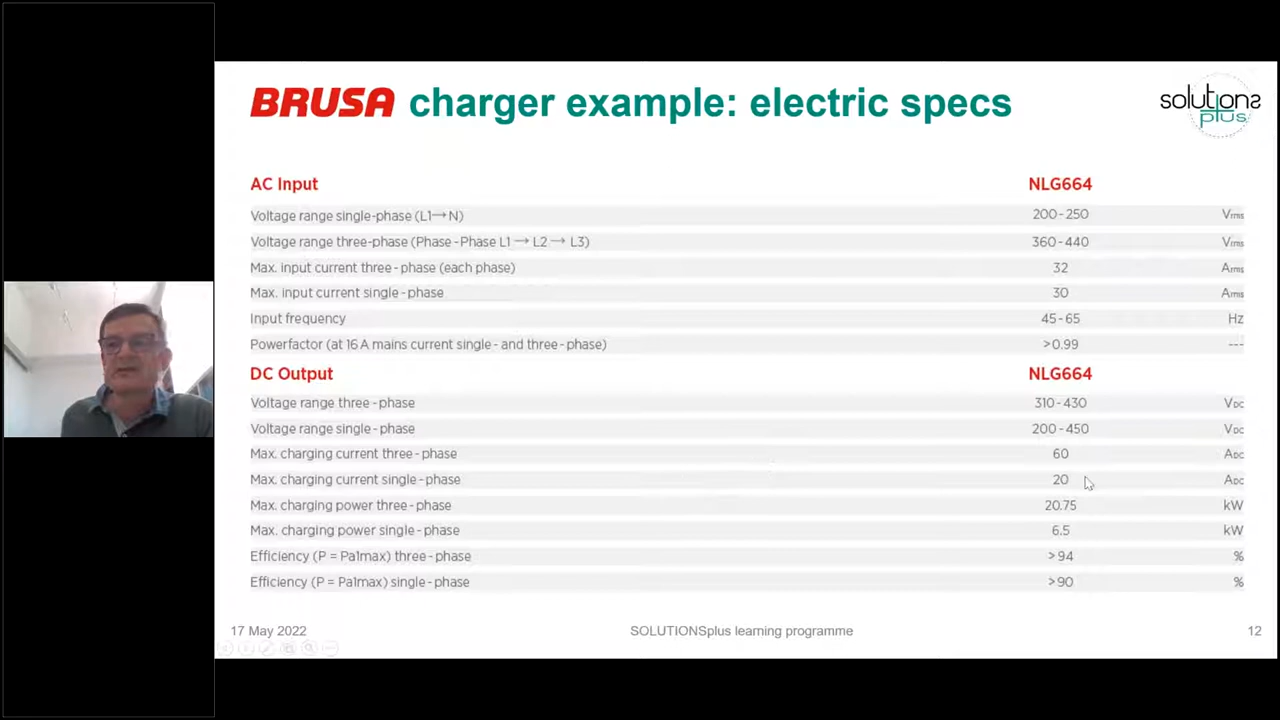 BRUSA charger example: electric specs
solutions
plus
AC Input NLG664
Voltage range single-phase (L1→N) 200-250 Vrms
Voltage range three-phase (Phase-Phase L1 → L2 → L3) 360-440 Vrms
Max. input current three-phase (each phase) 32 Arms
Max. input current single-phase 30 Arms
Input frequency 45-65 Hz
Powerfactor (at 16 A mains current single- and three-phase) >0.99 ---
DC Output NLG664
Voltage range three-phase 310-430 VDC
Voltage range single-phase 200-450 VDC
Max. charging current three-phase 60 ADC
Max. charging current single-phase 20 ADC
Max. charging power three-phase 20.75 kW
Max. charging power single-phase 6.5 kW
Efficiency (P = Pa1max) three-phase >94 %
Efficiency (P = Pa1max) single-phase >90 %
17 May 2022 SOLUTIONSplus learning programme 12